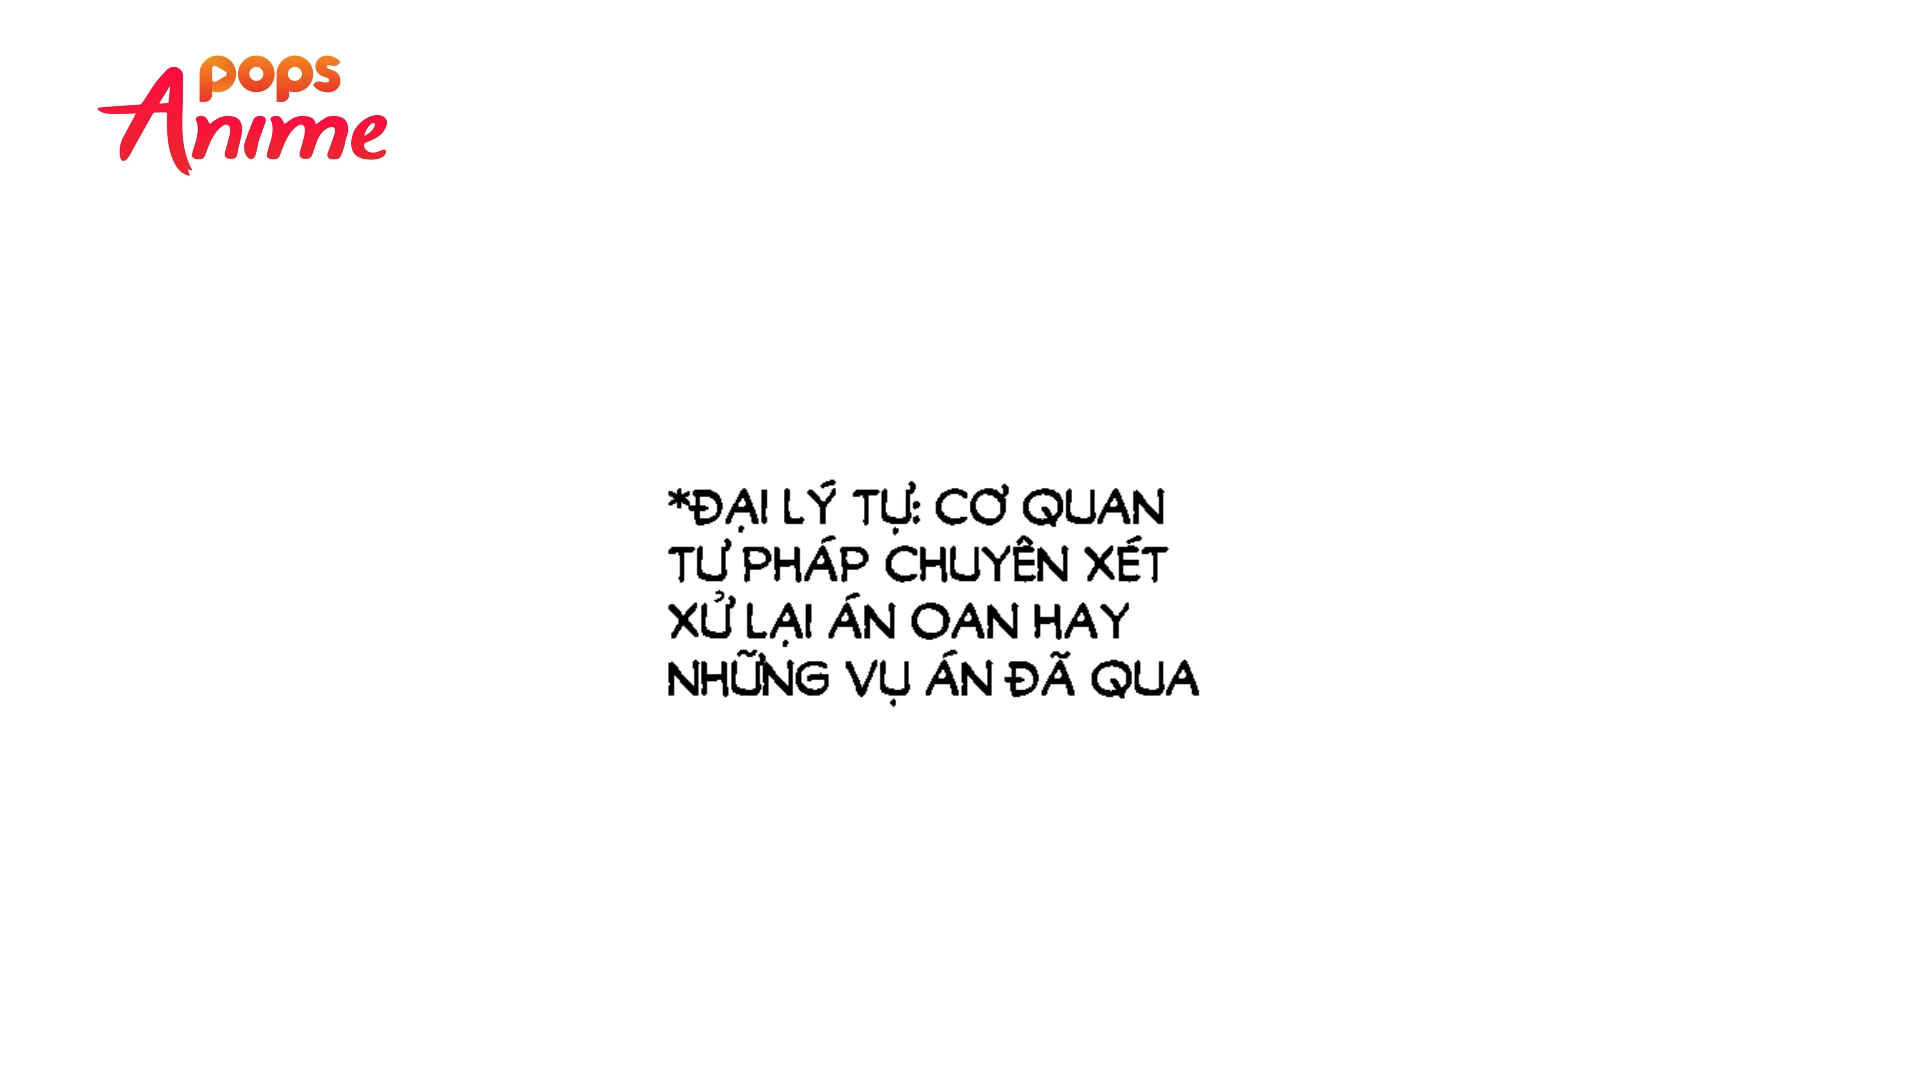 pops
Anime
*ĐẠI LÝ TỰ: CƠ QUAN
TƯ PHÁP CHUYÊN XÉT
XỬ LẠI ÁN OAN HAY
NHỮNG VỤ ÁN ĐÃ QUA